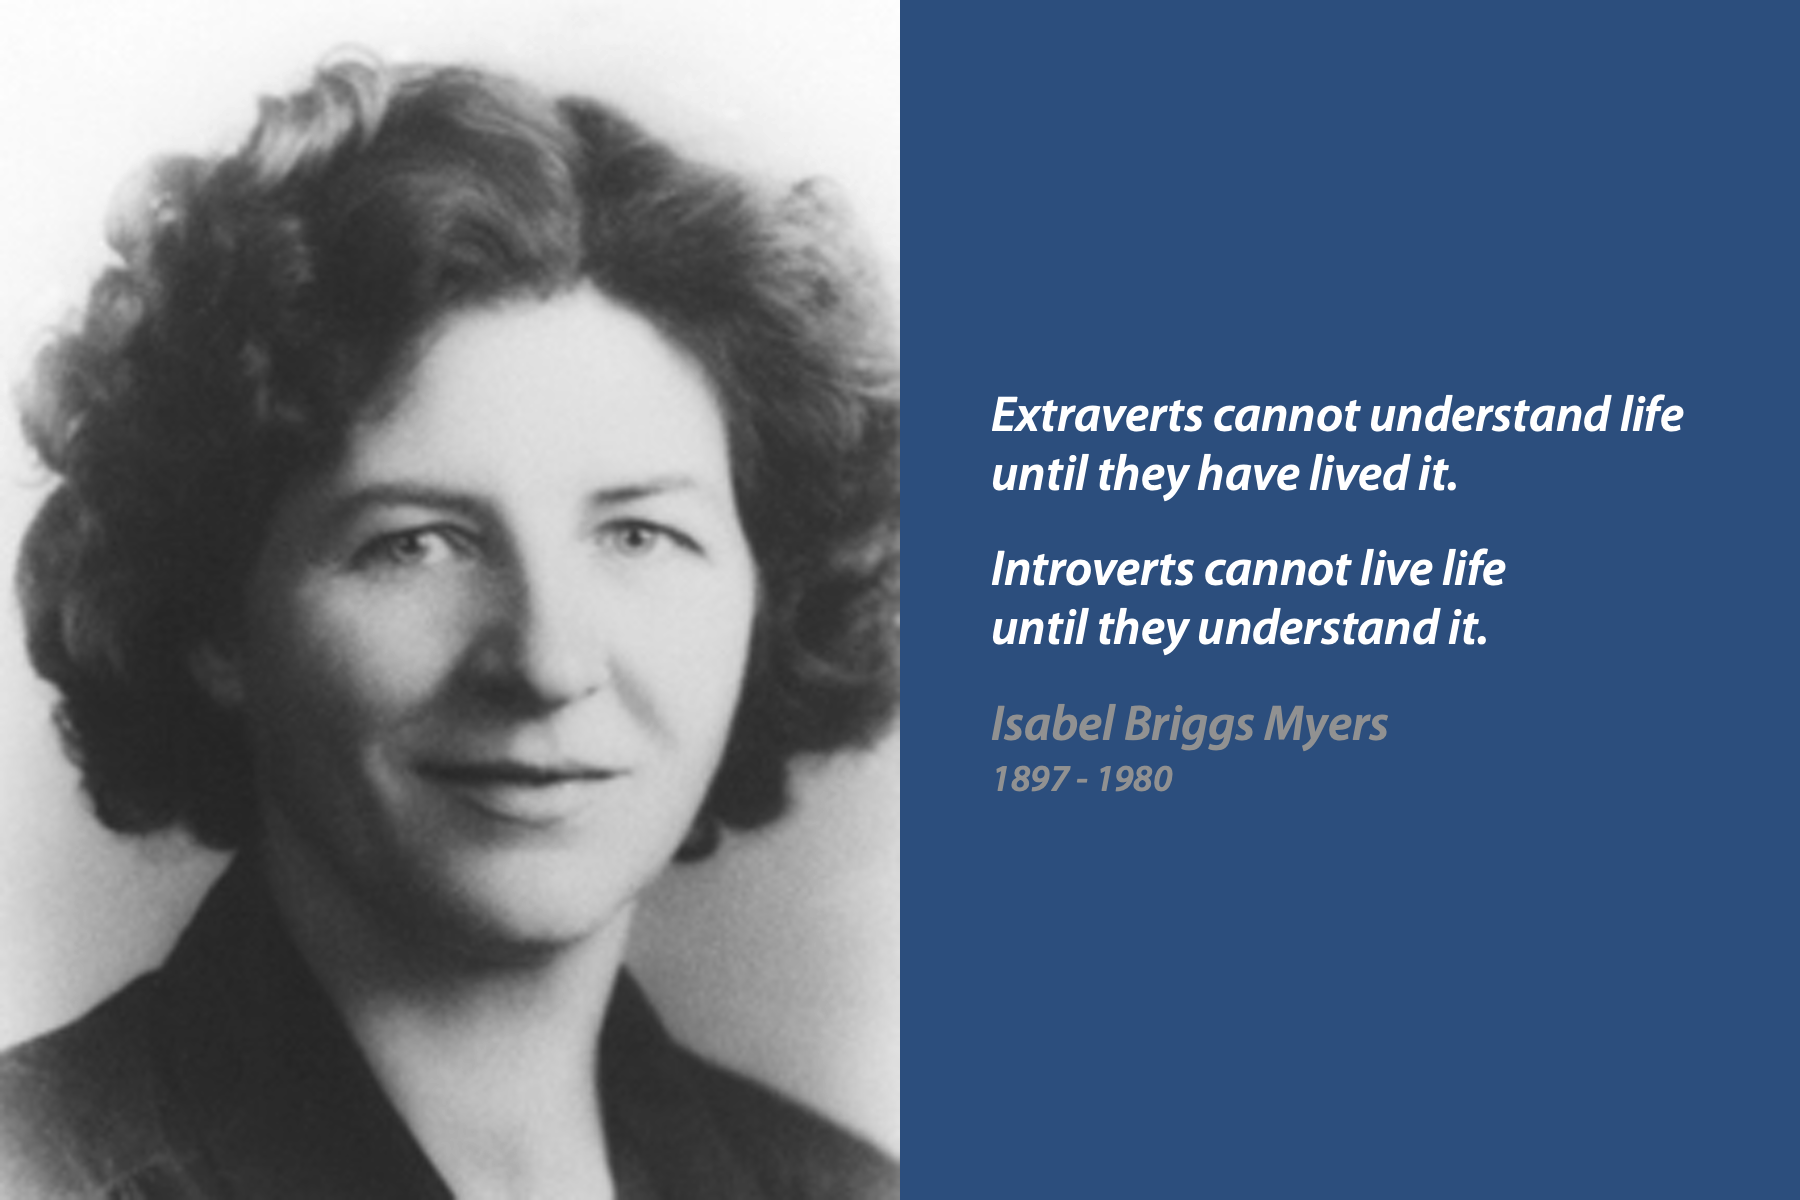 Extraverts cannot understand life
until they have lived it.
Introverts cannot live life
until they understand it.
Isabel Briggs Myers
1897 - 1980